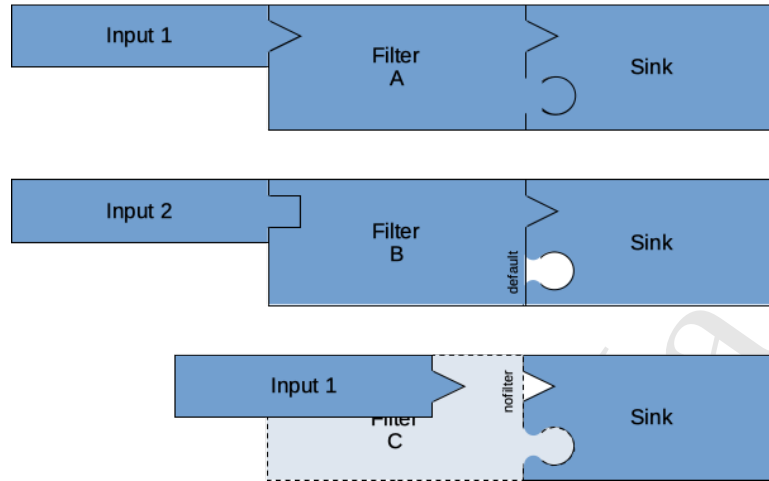 Input 1
Filter
A
Sink
Input 2
Filter
B
default
Sink
Input 1
nofilter
Filter
C
Sink